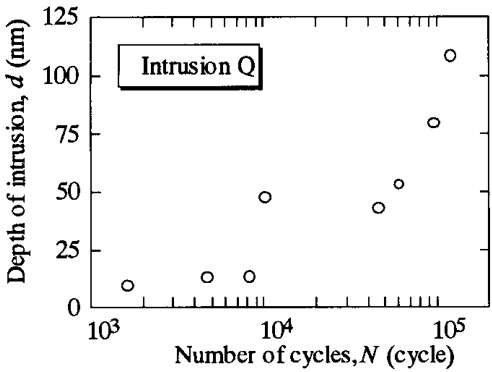 Depth of intrusion, d (nm)
125
100
75
50
25
0
Intrusion Q
10³ 10⁴ 10⁵
Number of cycles, N (cycle)